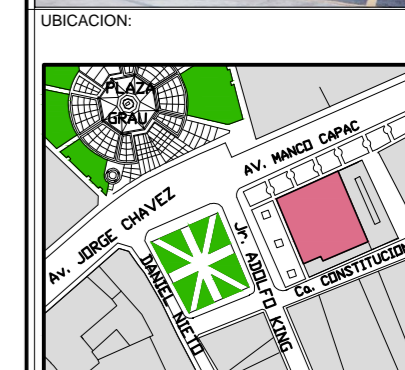 UBICACION:
PLAZA
GRAU
AV. MANCO CAPAC
AV. JORGE CHAVEZ
Jr. ADOLFO KING
DANIEL NIETO
Ca. CONSTITUCION